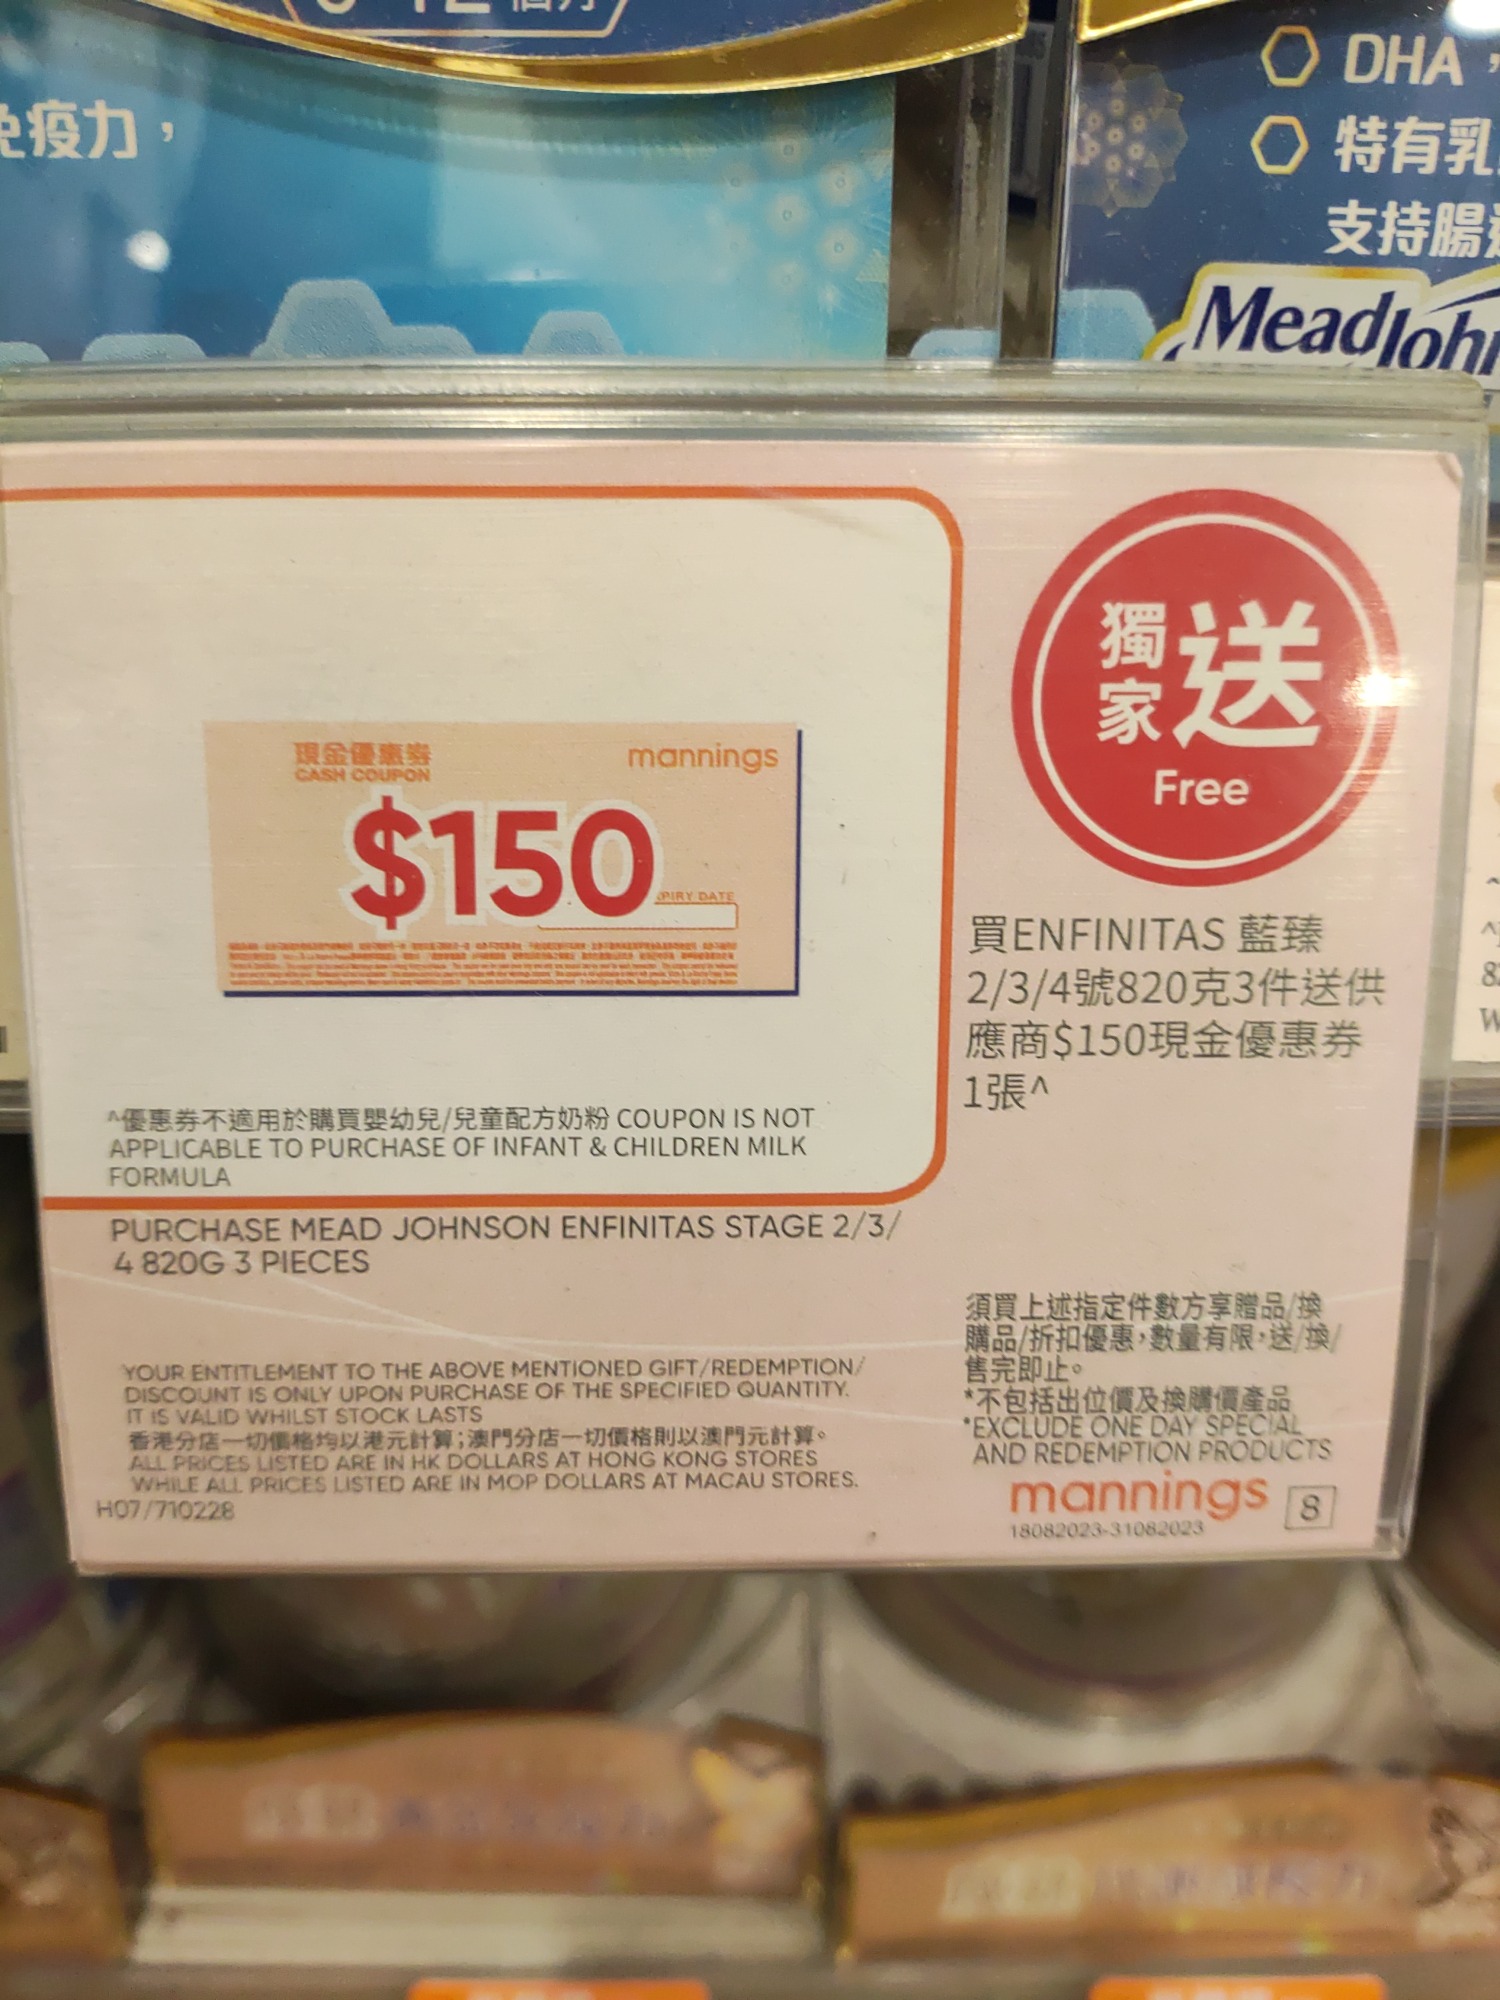 個月
免疫力，
DHA，
特有乳
支持腸
MeadJohn
獨家送
Free
現金優惠券
CASH COUPON
mannings
$150
PIRY DATE
買ENFINITAS 藍臻
2/3/4號820克3件送供
應商$150現金優惠券
1張^
^優惠券不適用於購買嬰幼兒/兒童配方奶粉 COUPON IS NOT
APPLICABLE TO PURCHASE OF INFANT & CHILDREN MILK
FORMULA
PURCHASE MEAD JOHNSON ENFINITAS STAGE 2/3/
4 820G 3 PIECES
須買上述指定件數方享贈品/換
購品/折扣優惠，數量有限，送/換/
售完即止。
*不包括出位價及換購價產品
*EXCLUDE ONE DAY SPECIAL
AND REDEMPTION PRODUCTS
YOUR ENTITLEMENT TO THE ABOVE MENTIONED GIFT/REDEMPTION/
DISCOUNT IS ONLY UPON PURCHASE OF THE SPECIFIED QUANTITY.
IT IS VALID WHILST STOCK LASTS
香港分店一切價格均以港元計算；澳門分店一切價格則以澳門元計算。
ALL PRICES LISTED ARE IN HK DOLLARS AT HONG KONG STORES
WHILE ALL PRICES LISTED ARE IN MOP DOLLARS AT MACAU STORES.
H07/710228
mannings 8
18082023-31082023